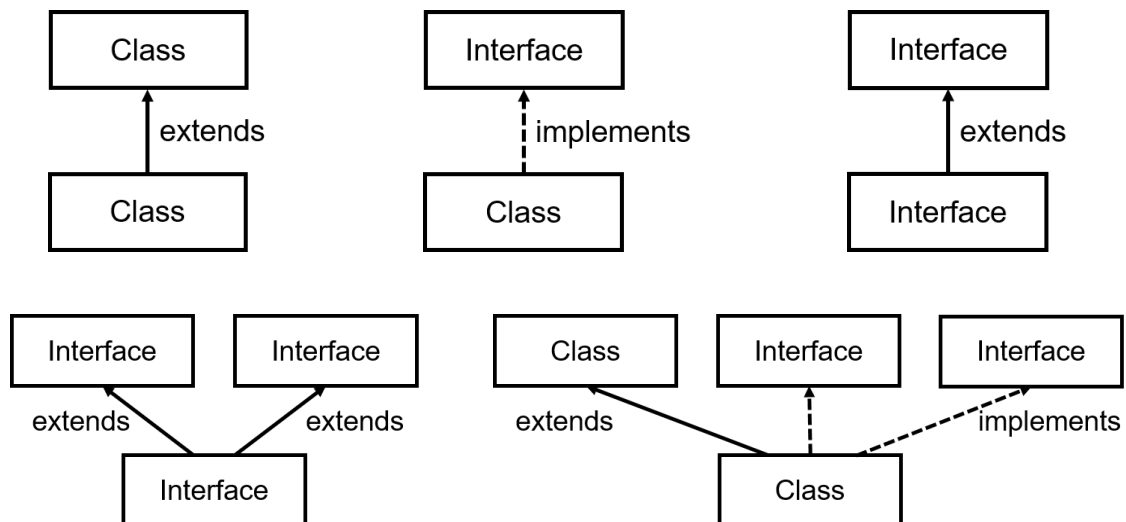 Class
Interface
Interface
extends
implements
extends
Class
Class
Interface
Interface
Interface
Class
Interface
Interface
extends
extends
extends
implements
Interface
Class